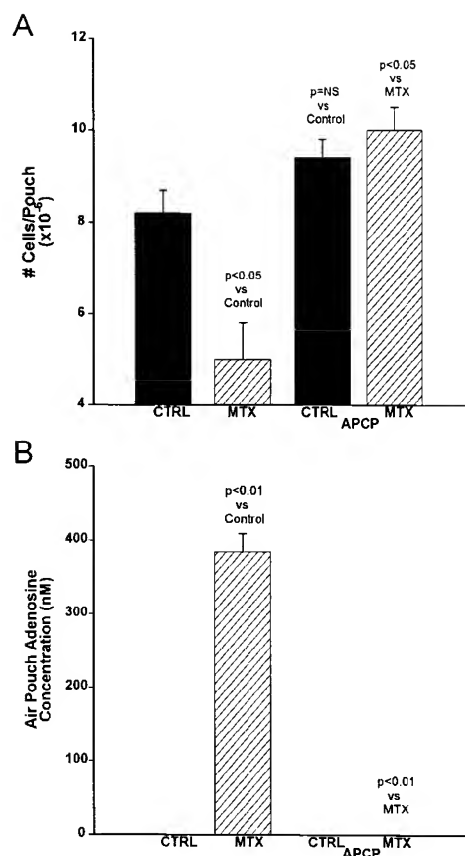 A
# Cells/Pouch
(x10⁻⁶)
12
10
8
6
4
p<0.05
vs
Control
p=NS
vs
Control
p<0.05
vs
MTX
CTRL MTX CTRL MTX
APCP
B
Air Pouch Adenosine
Concentration (nM)
500
400
300
200
100
0
p<0.01
vs
Control
p<0.01
vs
MTX
CTRL MTX CTRL MTX
APCP